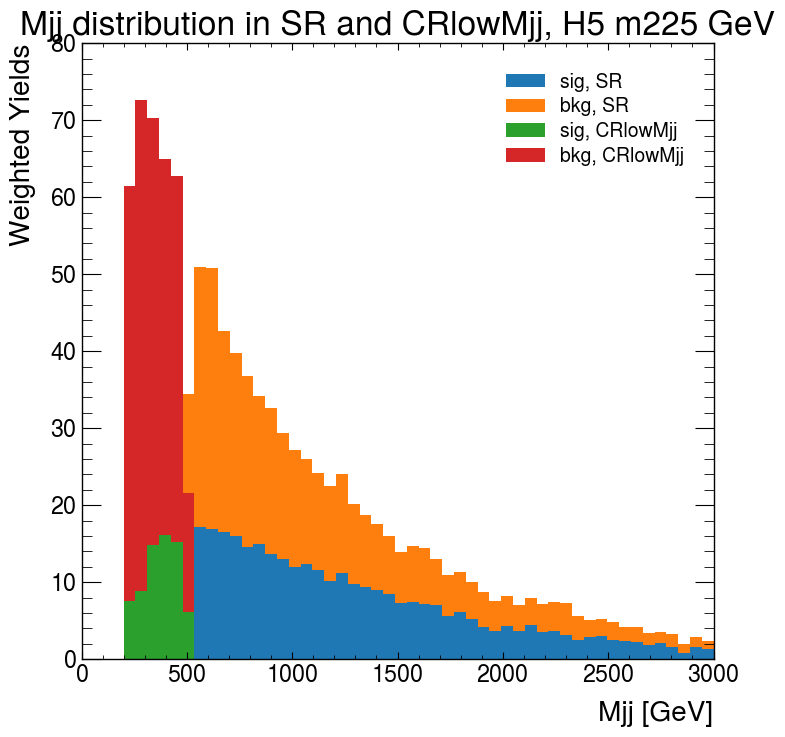 Mjj distribution in SR and CRlowMjj, H5 m225 GeV
Weighted Yields
80
70
60
50
40
30
20
10
0
sig, SR
bkg, SR
sig, CRlowMjj
bkg, CRlowMjj
0 500 1000 1500 2000 2500 3000
Mjj [GeV]